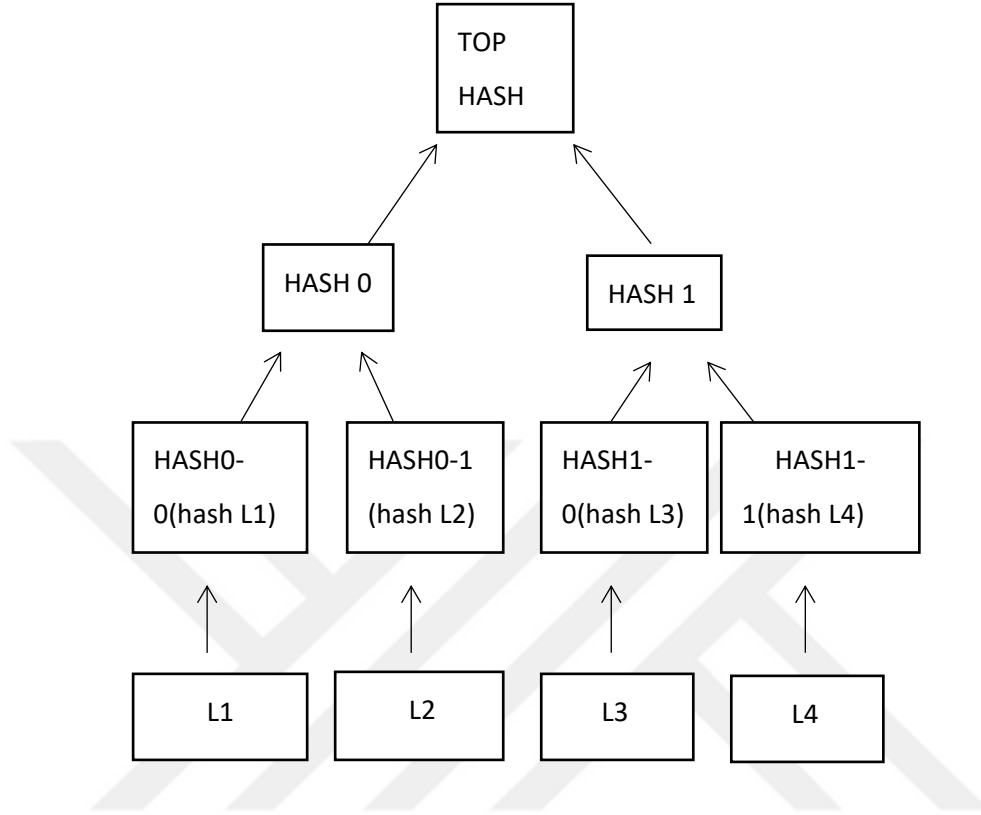 TOP
HASH
HASH 0
HASH 1
HASH0-
0(hash L1)
HASH0-1
(hash L2)
HASH1-
0(hash L3)
HASH1-
1(hash L4)
L1
L2
L3
L4